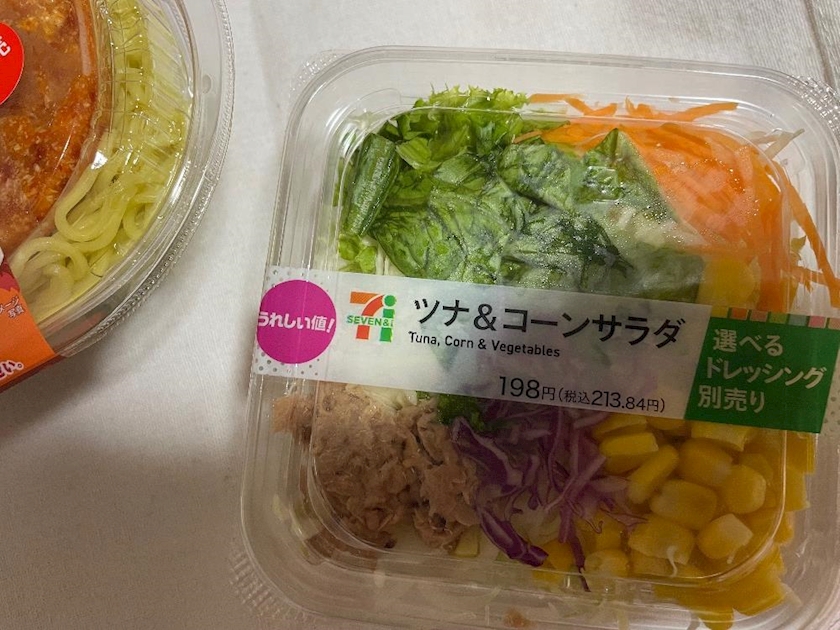 うれしい値!
SEVEN&i
ツナ&コーンサラダ
Tuna, Corn & Vegetables
198円(税込213.84円)
選べる
ドレッシング
別売り